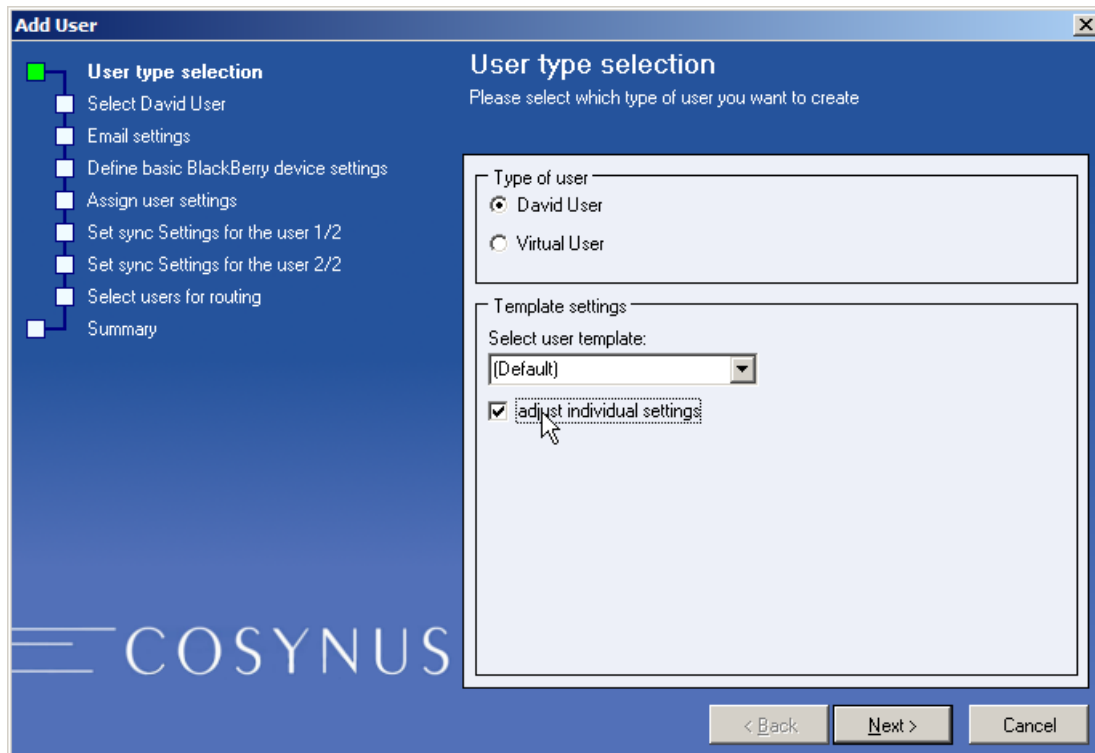 Add User
User type selection
Select David User
Email settings
Define basic BlackBerry device settings
Assign user settings
Set sync Settings for the user 1/2
Set sync Settings for the user 2/2
Select users for routing
Summary
COSYNUS
User type selection
Please select which type of user you want to create
Type of user
David User
Virtual User
Template settings
Select user template:
(Default)
adjust individual settings
< Back
Next >
Cancel